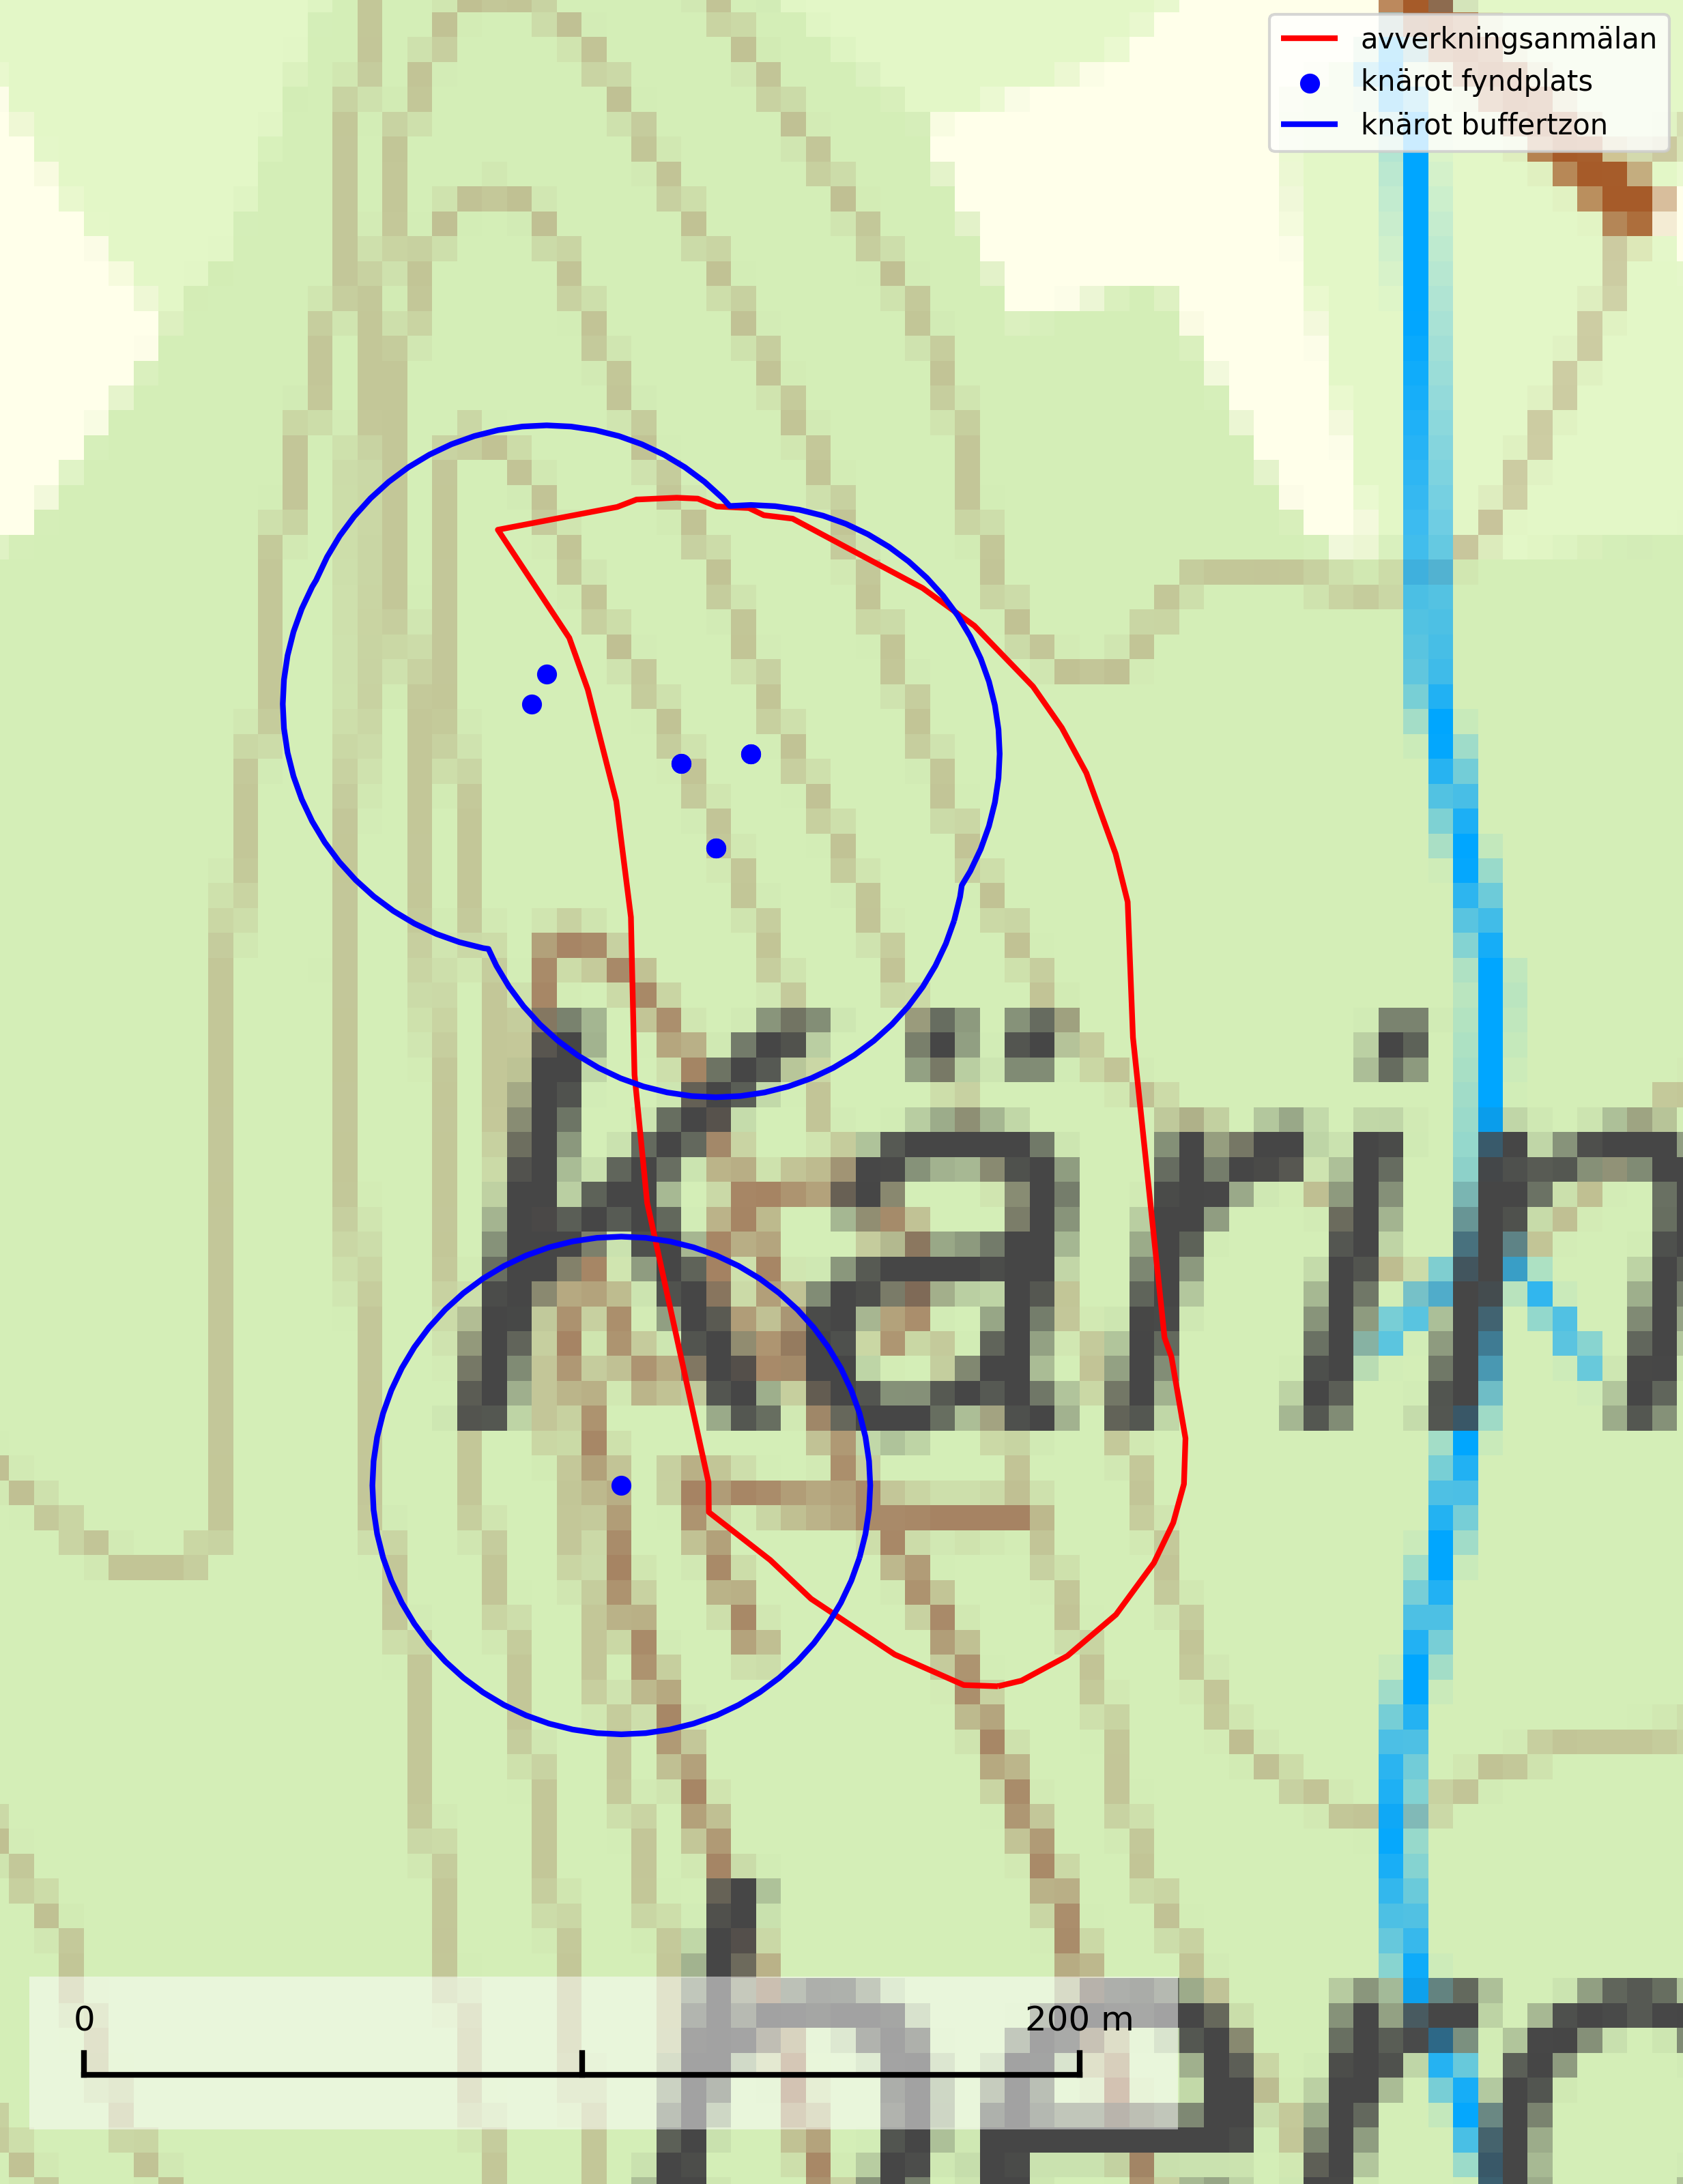 avverkningsanmälan
knärot fyndplats
knärot buffertzon
0
200 m